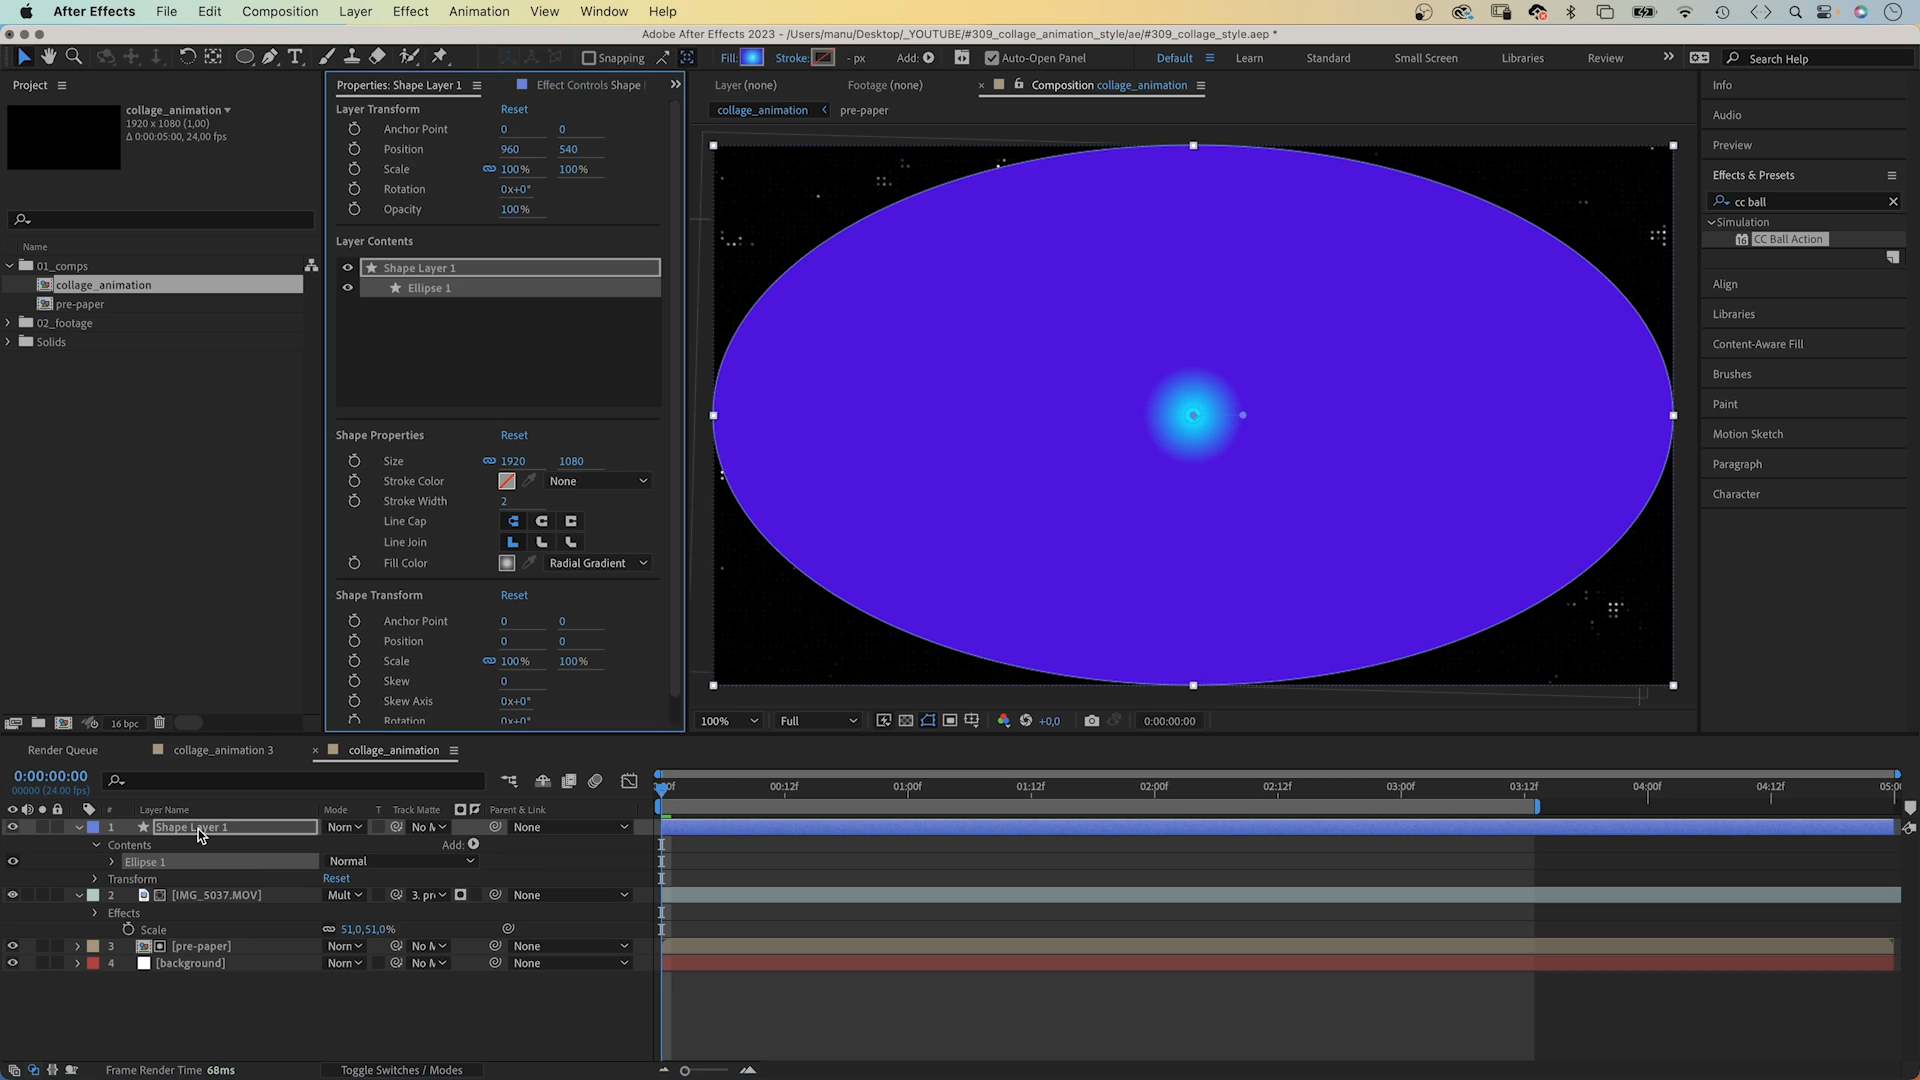 After Effects File Edit Composition Layer Effect Animation View Window Help
Adobe After Effects 2023 - /Users/manu/Desktop/_YOUTUBE/#309_collage_animation_style/ae/#309_collage_style.aep *
Snapping Fill: Stroke: - px Add: Auto-Open Panel Default Learn Standard Small Screen Libraries Review Search Help
Project
collage_animation
1920 x 1080 (1,00)
Δ 0:00:05:00, 24,00 fps
Name
01_comps
collage_animation
pre-paper
02_footage
Solids
16 bpc
Properties: Shape Layer 1 Effect Controls Shape
Layer Transform Reset
Anchor Point 0 0
Position 960 540
Scale 100% 100%
Rotation 0x+0°
Opacity 100%
Layer Contents
Shape Layer 1
Ellipse 1
Shape Properties Reset
Size 1920 1080
Stroke Color None
Stroke Width 2
Line Cap
Line Join
Fill Color Radial Gradient
Shape Transform Reset
Anchor Point 0 0
Position 0 0
Scale 100% 100%
Skew 0
Skew Axis 0x+0°
Rotation 0x+0°
Layer (none) Footage (none) Composition collage_animation
collage_animation pre-paper
100% Full +0,0 0:00:00:00
Info
Audio
Preview
Effects & Presets
cc ball
Simulation
16 CC Ball Action
Align
Libraries
Content-Aware Fill
Brushes
Paint
Motion Sketch
Paragraph
Character
Render Queue collage_animation 3 collage_animation
0:00:00:00
00000 (24.00 fps)
00f 00:12f 01:00f 01:12f 02:00f 02:12f 03:00f 03:12f 04:00f 04:12f 05:0
# Layer Name Mode T Track Matte Parent & Link
1 Shape Layer 1 Norn No M None
Contents Add:
Ellipse 1 Normal
Transform Reset
2 [IMG_5037.MOV] Mult 3. pr None
Effects
Scale 51,0,51,0%
3 [pre-paper] Norn No M None
4 [background] Norn No M None
Frame Render Time 68ms Toggle Switches / Modes